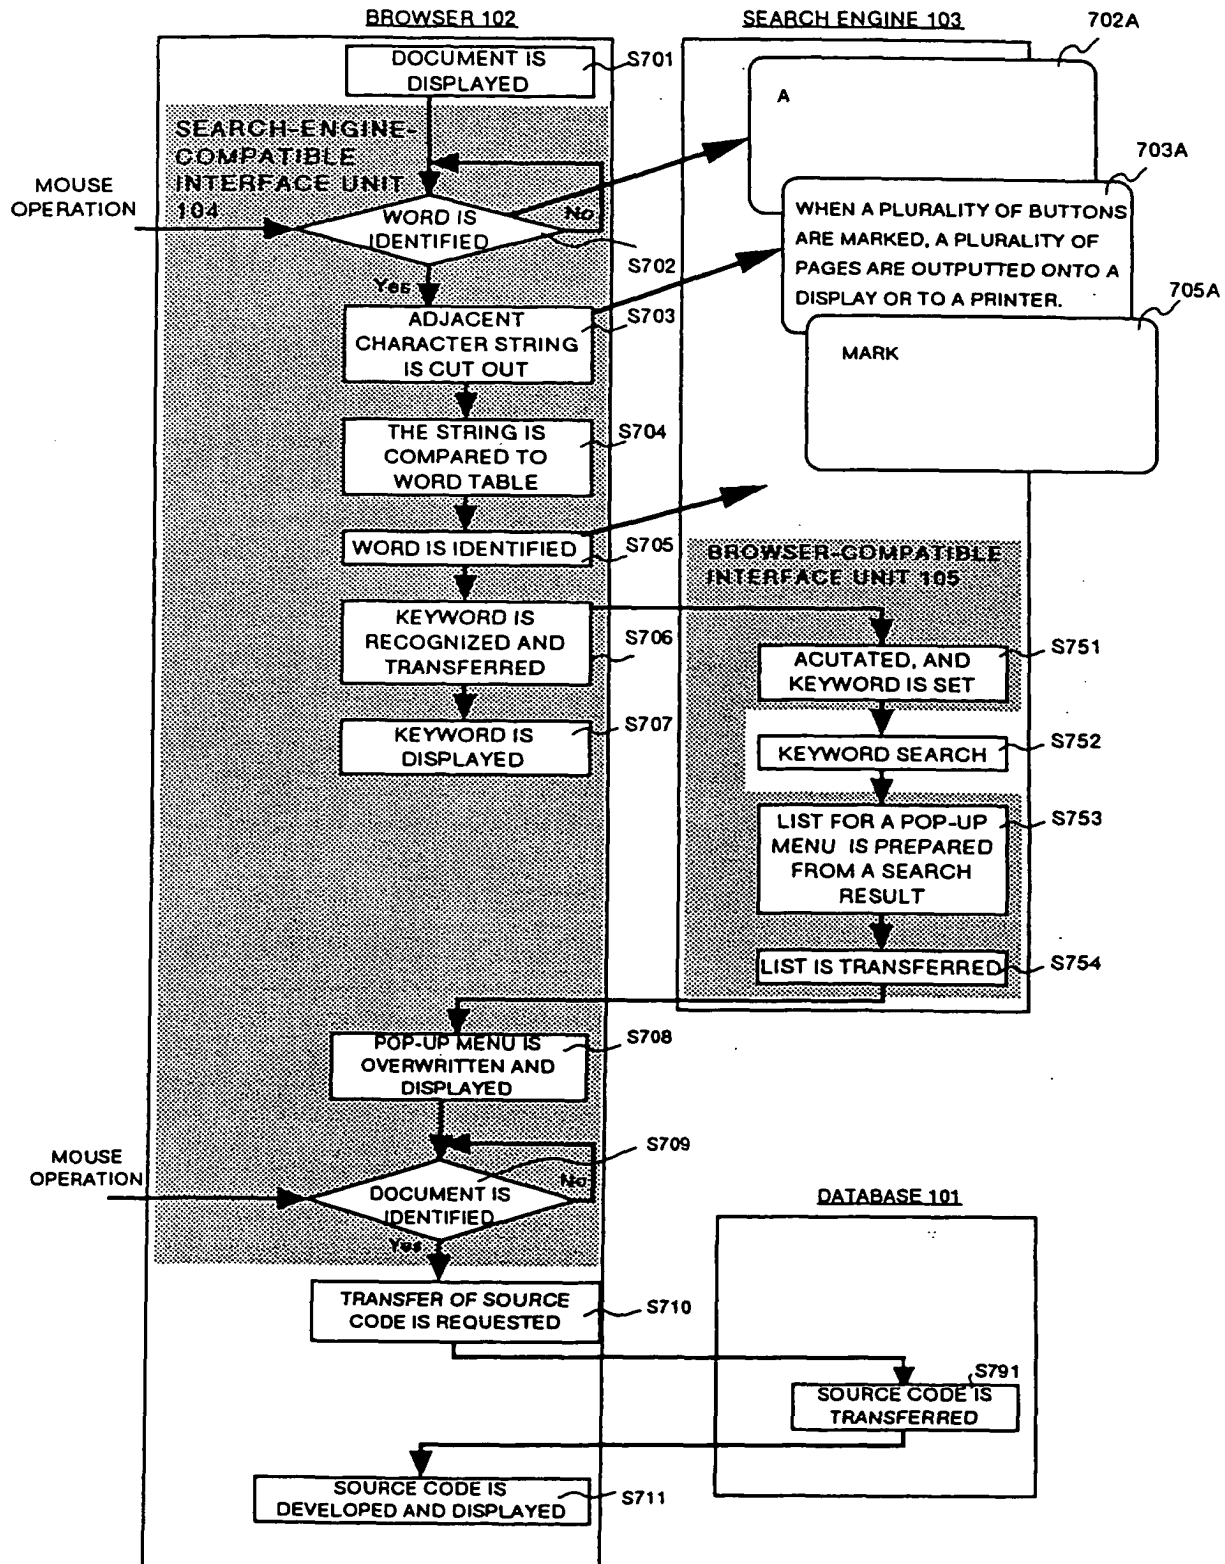 BROWSER 102
SEARCH ENGINE 103
702A
DOCUMENT IS
DISPLAYED
S701
A
SEARCH-ENGINE-
COMPATIBLE
INTERFACE UNIT
104
703A
MOUSE
OPERATION
WORD IS
IDENTIFIED
No
S702
Yes
WHEN A PLURALITY OF BUTTONS
ARE MARKED, A PLURALITY OF
PAGES ARE OUTPUTTED ONTO A
DISPLAY OR TO A PRINTER.
705A
ADJACENT
CHARACTER STRING
IS CUT OUT
S703
MARK
THE STRING IS
COMPARED TO
WORD TABLE
S704
WORD IS IDENTIFIED
S705
BROWSER-COMPATIBLE
INTERFACE UNIT 105
KEYWORD IS
RECOGNIZED AND
TRANSFERRED
S706
ACUTATED, AND
KEYWORD IS SET
S751
KEYWORD IS
DISPLAYED
S707
KEYWORD SEARCH
S752
LIST FOR A POP-UP
MENU IS PREPARED
FROM A SEARCH
RESULT
S753
LIST IS TRANSFERRED
S754
POP-UP MENU IS
OVERWRITTEN AND
DISPLAYED
S708
MOUSE
OPERATION
S709
DOCUMENT IS
IDENTIFIED
No
Yes
DATABASE 101
TRANSFER OF SOURCE
CODE IS REQUESTED
S710
S791
SOURCE CODE IS
TRANSFERRED
SOURCE CODE IS
DEVELOPED AND DISPLAYED
S711